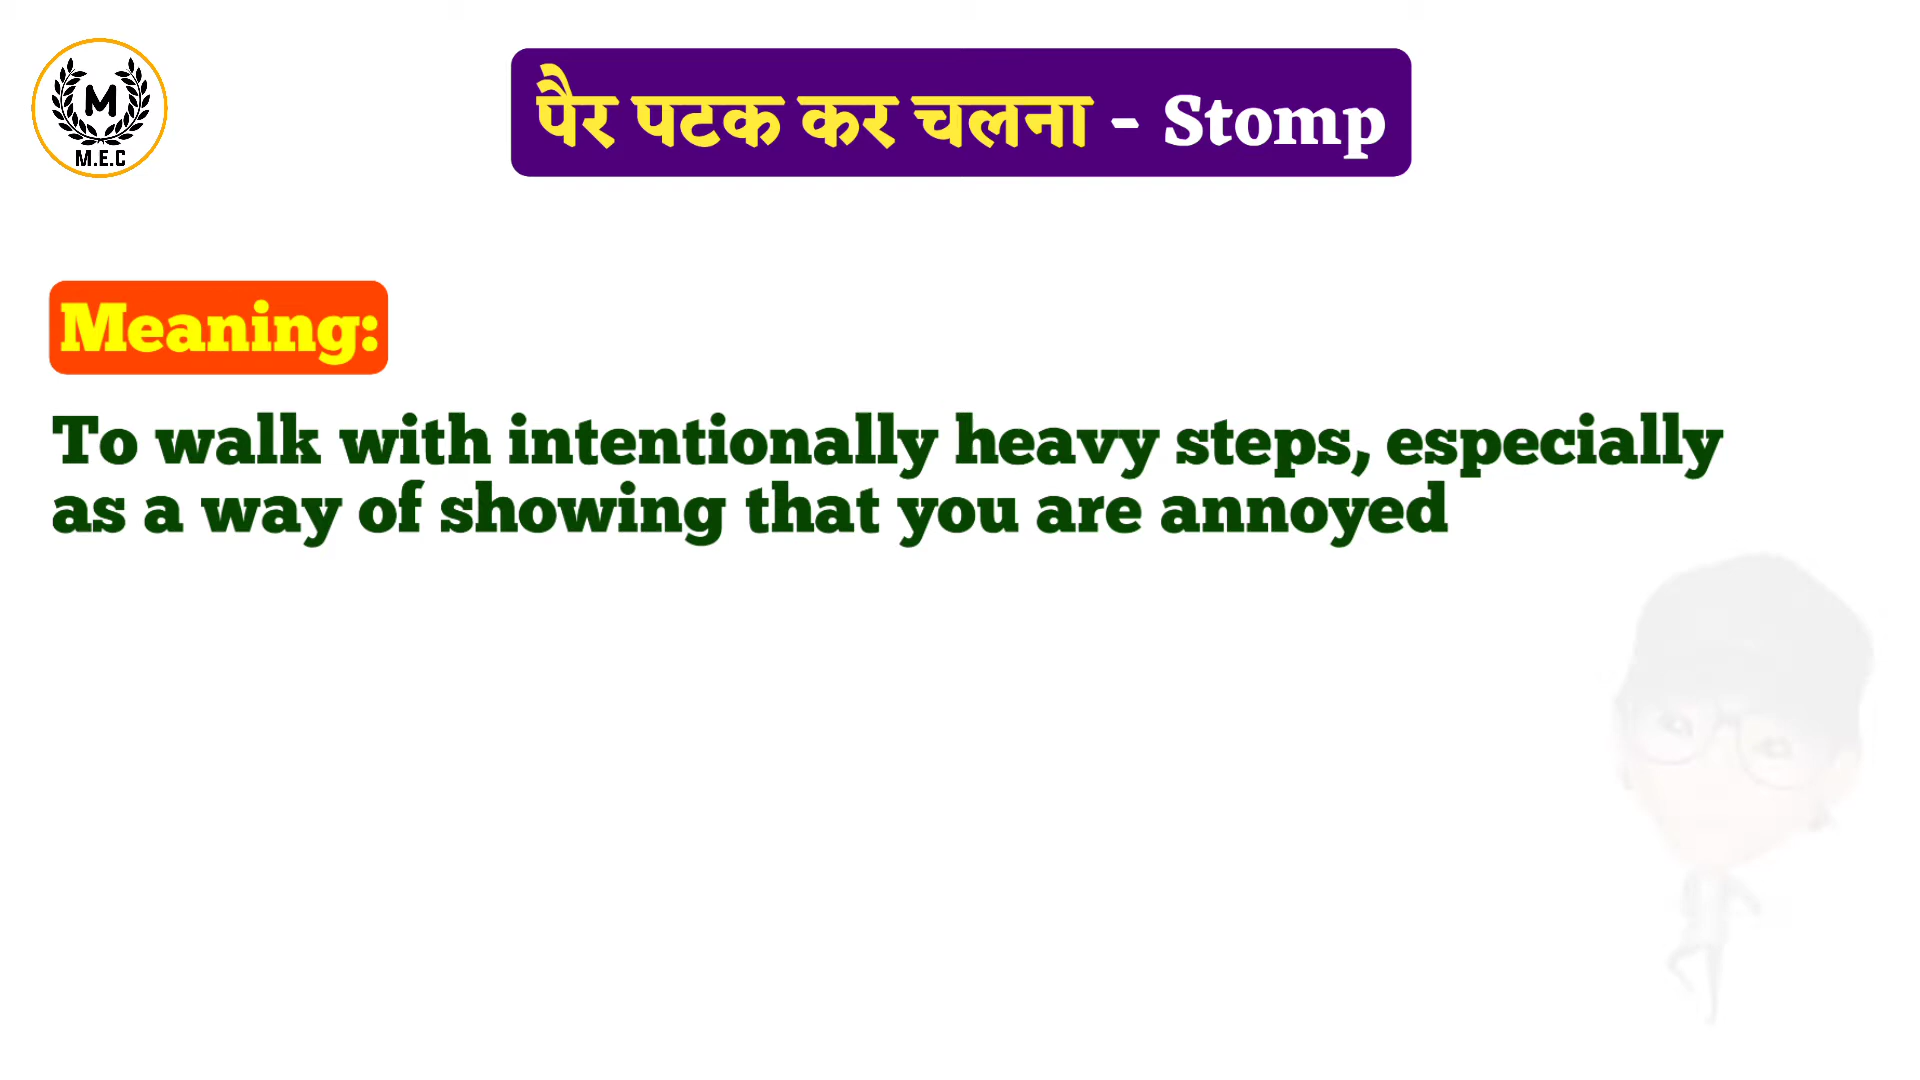 M
M.E.C
पैर पटक कर चलना - Stomp
Meaning:
To walk with intentionally heavy steps, especially
as a way of showing that you are annoyed